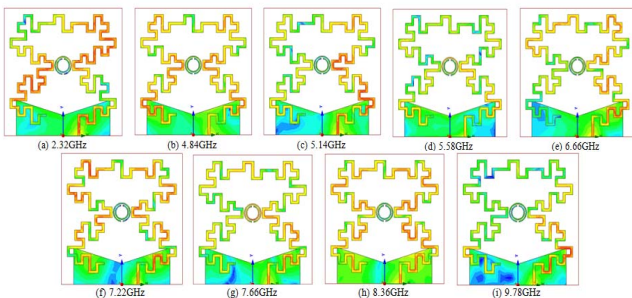 (a) 2.32GHz
(b) 4.84GHz
(c) 5.14GHz
(d) 5.58GHz
(e) 6.66GHz
(f) 7.22GHz
(g) 7.66GHz
(h) 8.36GHz
(i) 9.78GHz